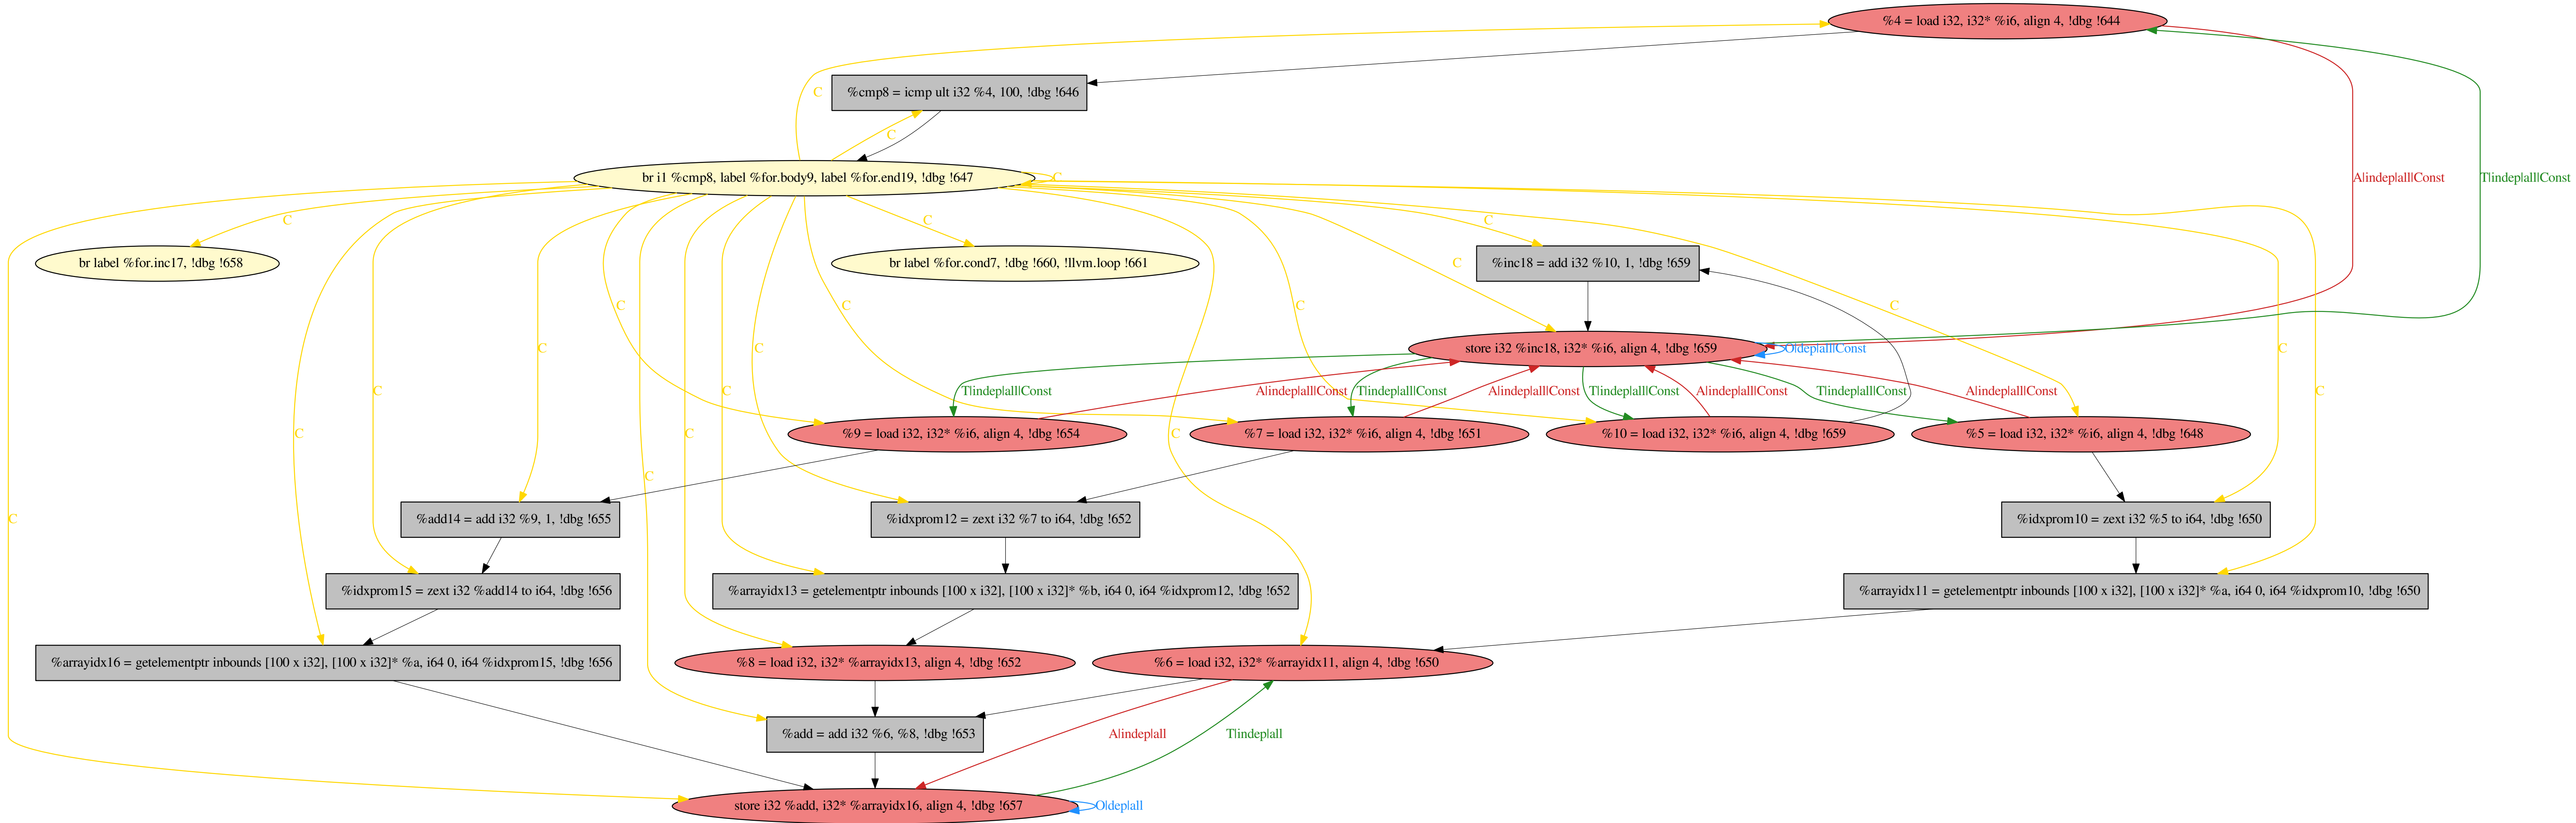 %4 = load i32, i32* %i6, align 4, !dbg !644
C
%cmp8 = icmp ult i32 %4, 100, !dbg !646
C
br i1 %cmp8, label %for.body9, label %for.end19, !dbg !647
C
A|indep|all|Const
T|indep|all|Const
C
C
C
br label %for.inc17, !dbg !658
br label %for.cond7, !dbg !660, !llvm.loop !661
%inc18 = add i32 %10, 1, !dbg !659
C
C
C
C
C
C
store i32 %inc18, i32* %i6, align 4, !dbg !659
O|dep|all|Const
C
C
C
T|indep|all|Const
A|indep|all|Const
T|indep|all|Const
A|indep|all|Const
T|indep|all|Const
A|indep|all|Const
T|indep|all|Const
A|indep|all|Const
C
C
C
C
%9 = load i32, i32* %i6, align 4, !dbg !654
%7 = load i32, i32* %i6, align 4, !dbg !651
%10 = load i32, i32* %i6, align 4, !dbg !659
%5 = load i32, i32* %i6, align 4, !dbg !648
C
C
C
C
%add14 = add i32 %9, 1, !dbg !655
%idxprom12 = zext i32 %7 to i64, !dbg !652
%idxprom10 = zext i32 %5 to i64, !dbg !650
%idxprom15 = zext i32 %add14 to i64, !dbg !656
%arrayidx13 = getelementptr inbounds [100 x i32], [100 x i32]* %b, i64 0, i64 %idxprom12, !dbg !652
%arrayidx11 = getelementptr inbounds [100 x i32], [100 x i32]* %a, i64 0, i64 %idxprom10, !dbg !650
%arrayidx16 = getelementptr inbounds [100 x i32], [100 x i32]* %a, i64 0, i64 %idxprom15, !dbg !656
%8 = load i32, i32* %arrayidx13, align 4, !dbg !652
%6 = load i32, i32* %arrayidx11, align 4, !dbg !650
%add = add i32 %6, %8, !dbg !653
A|indep|all
T|indep|all
store i32 %add, i32* %arrayidx16, align 4, !dbg !657
O|dep|all